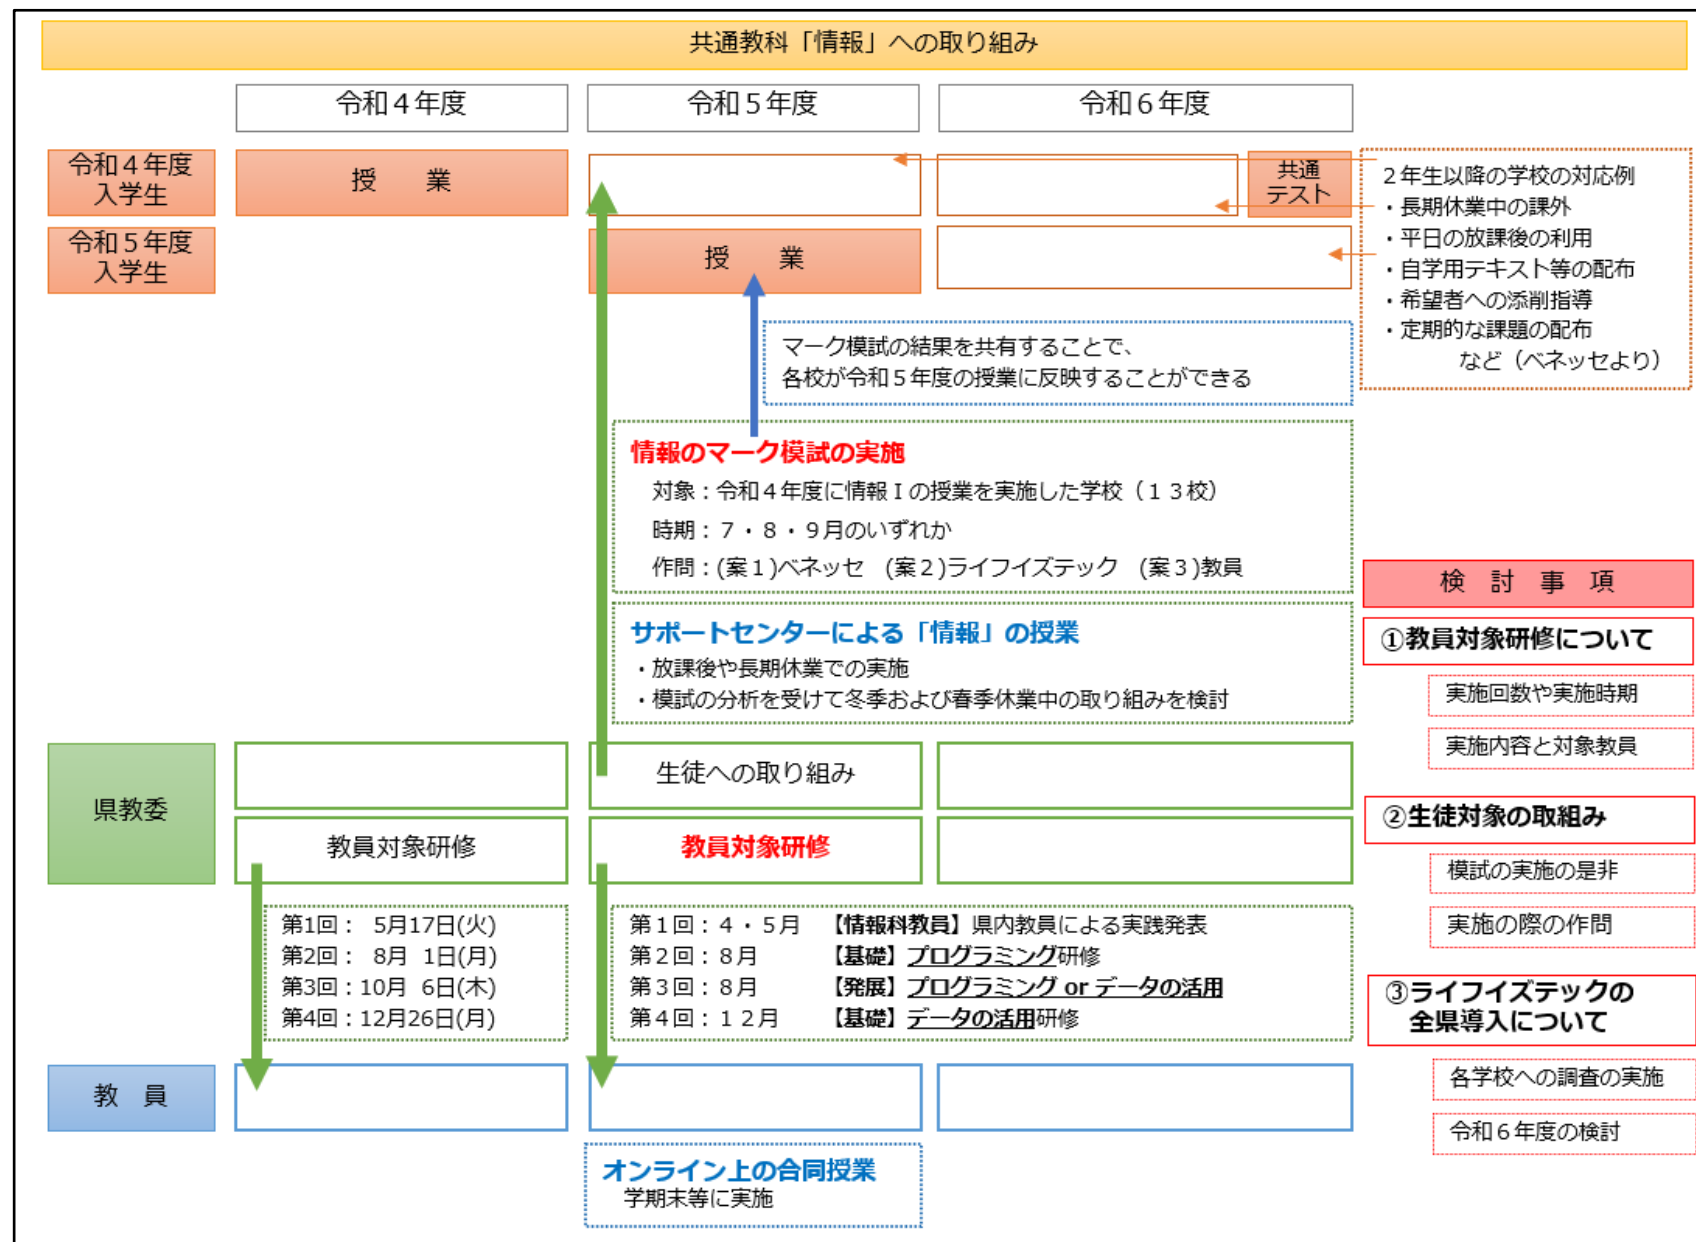 共通教科「情報」への取り組み
令和４年度
令和５年度
令和６年度
令和４年度
入学生
授　業
共通
テスト
令和５年度
入学生
授　業
２年生以降の学校の対応例
・長期休業中の課外
・平日の放課後の利用
・自学用テキスト等の配布
・希望者への添削指導
・定期的な課題の配布
など（ベネッセより）
マーク模試の結果を共有することで、
各校が令和５年度の授業に反映することができる
情報のマーク模試の実施
対象：令和４年度に情報Ⅰの授業を実施した学校（１３校）
時期：７・８・９月のいずれか
作問：(案１)ベネッセ　(案２)ライフイズテック　(案３)教員
サポートセンターによる「情報」の授業
・放課後や長期休業での実施
・模試の分析を受けて冬季および春季休業中の取り組みを検討
県教委
生徒への取り組み
教員対象研修
教員対象研修
第1回： 5月17日(火)
第2回： 8月 1日(月)
第3回：10月 6日(木)
第4回：12月26日(月)
第１回：４・５月　【情報科教員】県内教員による実践発表
第２回：８月　【基礎】プログラミング研修
第３回：８月　【発展】プログラミング or データの活用
第４回：１２月　【基礎】データの活用研修
教　員
オンライン上の合同授業
学期末等に実施
検　討　事　項
①教員対象研修について
実施回数や実施時期
実施内容と対象教員
②生徒対象の取組み
模試の実施の是非
実施の際の作問
③ライフイズテックの
全県導入について
各学校への調査の実施
令和６年度の検討